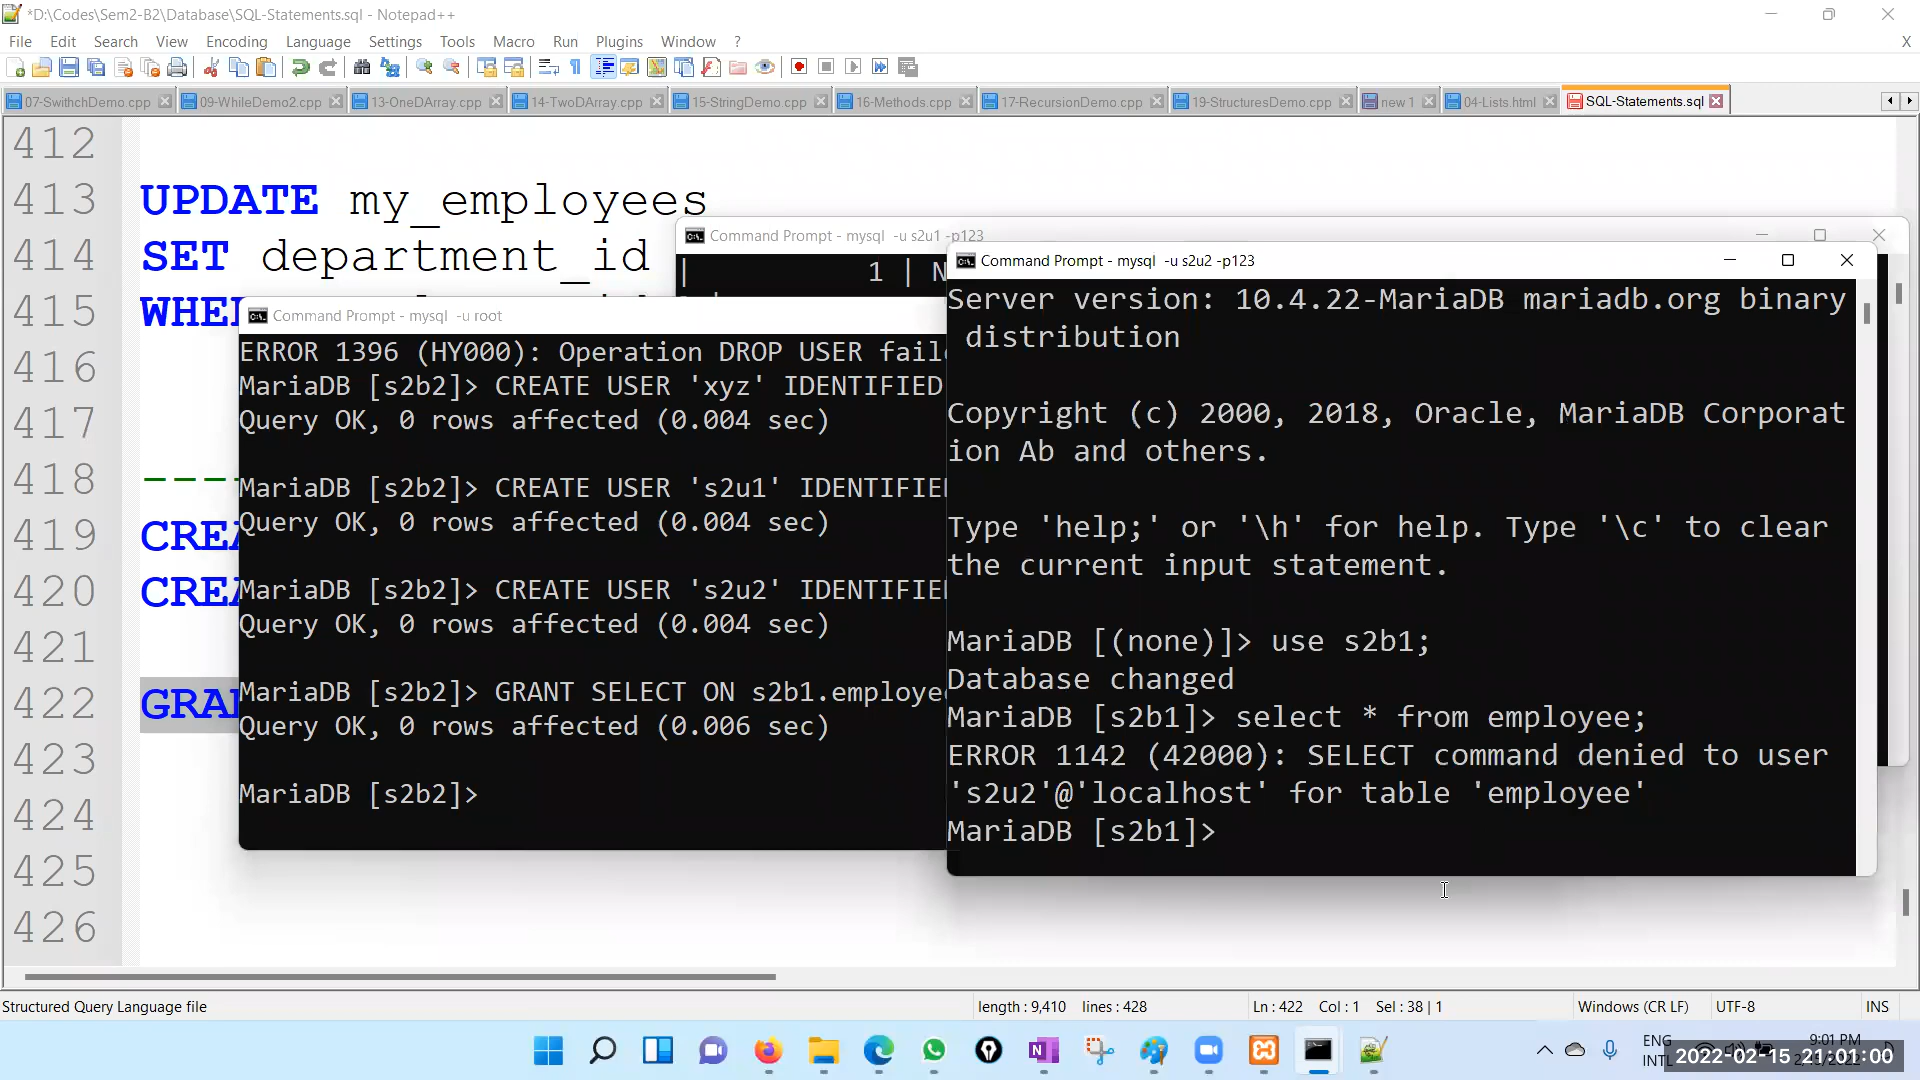 *D:\Codes\Sem2-B2\Database\SQL-Statements.sql - Notepad++
File Edit Search View Encoding Language Settings Tools Macro Run Plugins Window ? X
07-SwithchDemo.cpp 09-WhileDemo2.cpp 13-OneDArray.cpp 14-TwoDArray.cpp 15-StringDemo.cpp 16-Methods.cpp 17-RecursionDemo.cpp 19-StructuresDemo.cpp new 1 04-Lists.html SQL-Statements.sql
412
413 UPDATE my_employees
414 SET department_id
415 WHE
416
417
418 ----
419 CREA
420 CREA
421
422 GRA
423
424
425
426
Command Prompt - mysql -u s2u1 -p123
| 1 | N
Command Prompt - mysql -u root
ERROR 1396 (HY000): Operation DROP USER faile
MariaDB [s2b2]> CREATE USER 'xyz' IDENTIFIED
Query OK, 0 rows affected (0.004 sec)
MariaDB [s2b2]> CREATE USER 's2u1' IDENTIFIE
Query OK, 0 rows affected (0.004 sec)
MariaDB [s2b2]> CREATE USER 's2u2' IDENTIFIE
Query OK, 0 rows affected (0.004 sec)
MariaDB [s2b2]> GRANT SELECT ON s2b1.employe
Query OK, 0 rows affected (0.006 sec)
MariaDB [s2b2]>
Command Prompt - mysql -u s2u2 -p123
Server version: 10.4.22-MariaDB mariadb.org binary
distribution
Copyright (c) 2000, 2018, Oracle, MariaDB Corporat
ion Ab and others.
Type 'help;' or '\h' for help. Type '\c' to clear
the current input statement.
MariaDB [(none)]> use s2b1;
Database changed
MariaDB [s2b1]> select * from employee;
ERROR 1142 (42000): SELECT command denied to user
's2u2'@'localhost' for table 'employee'
MariaDB [s2b1]>
Structured Query Language file length : 9,410 lines : 428 Ln : 422 Col : 1 Sel : 38 | 1 Windows (CR LF) UTF-8 INS
ENG
INTL
9:01 PM
2022-02-15 21:01:00